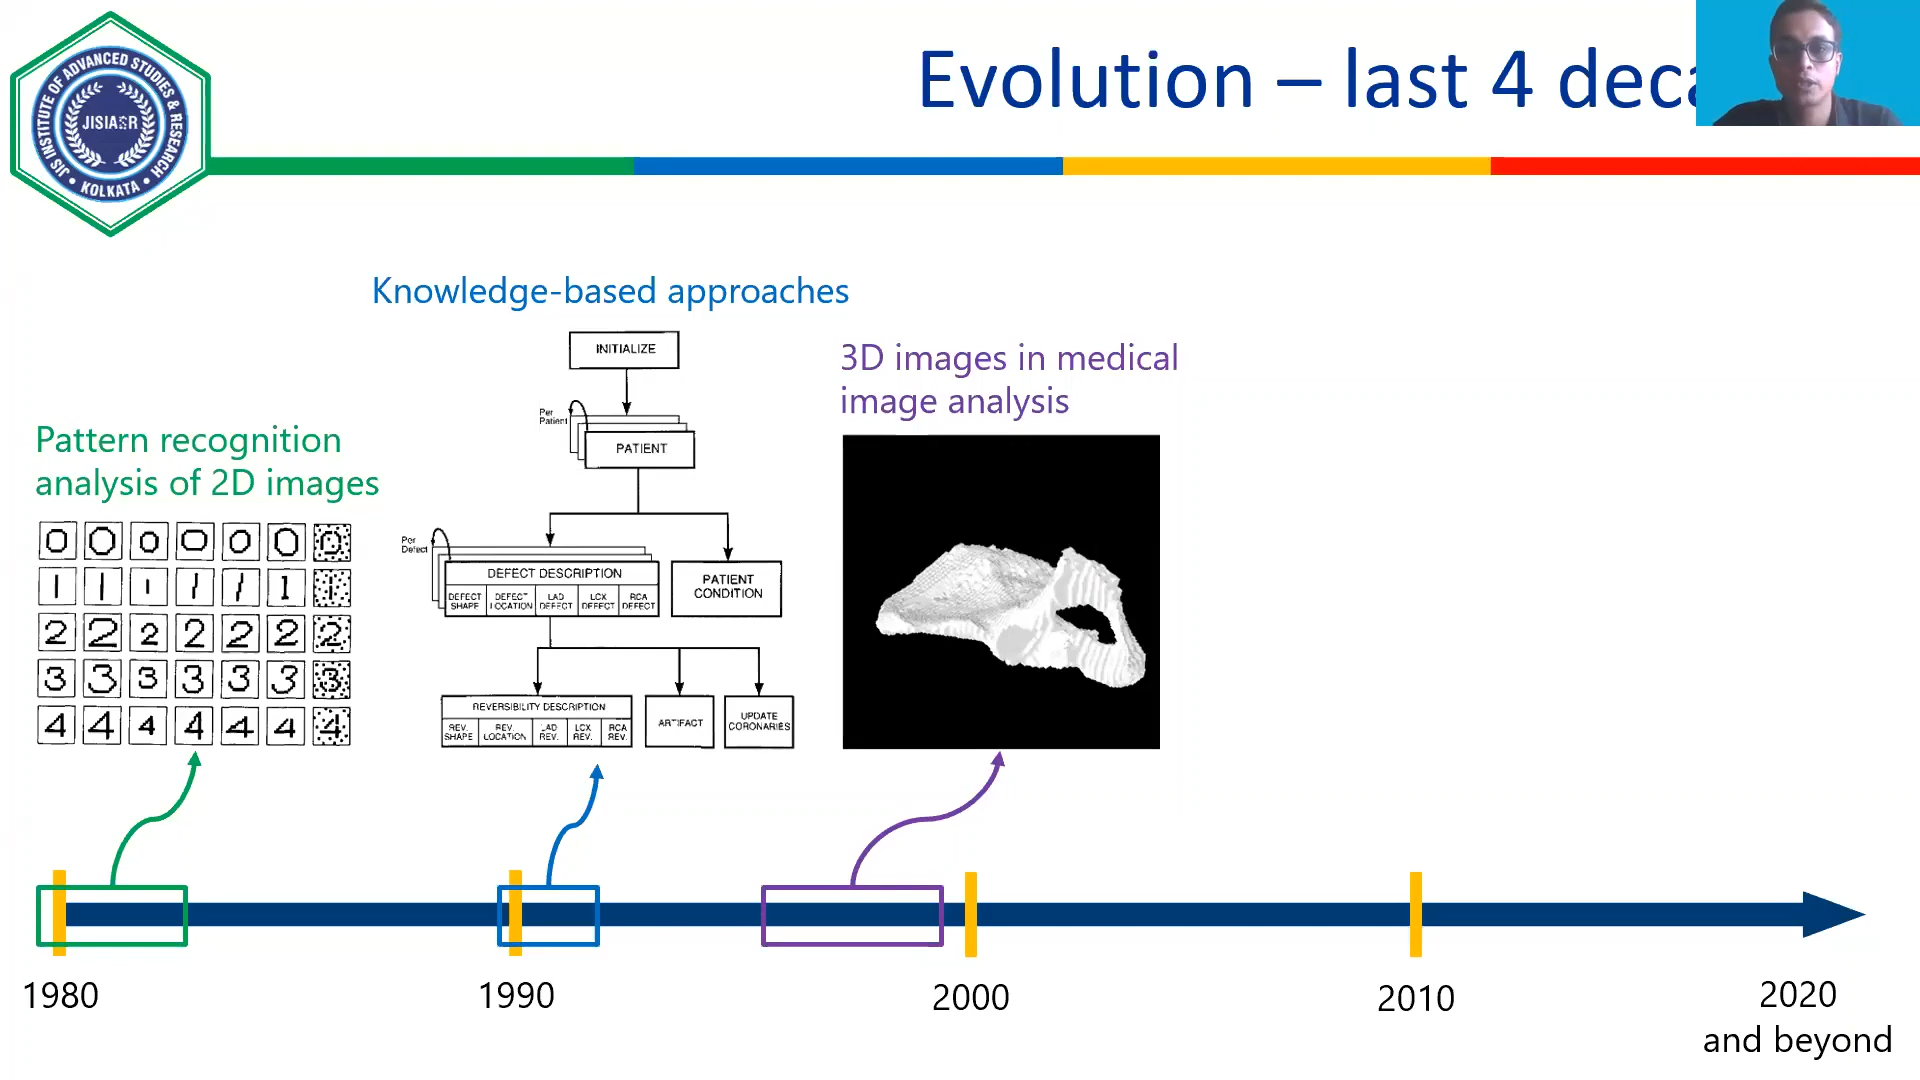 JIS INSTITUTE OF ADVANCED STUDIES & RESEARCH
JISIASR
• KOLKATA •
Evolution – last 4 deca
Knowledge-based approaches
INITIALIZE
Per
Patient
PATIENT
Per
Defect
DEFECT DESCRIPTION
DEFECT SHAPE
DEFECT LOCATION
LAD DEFECT
LCX DEFECT
RCA DEFECT
PATIENT
CONDITION
REVERSIBILITY DESCRIPTION
REV. SHAPE
REV. LOCATION
LAD REV.
LCX REV.
RCA REV.
ARTIFACT
UPDATE
CORONARIES
3D images in medical
image analysis
Pattern recognition
analysis of 2D images
0 0 0 0 0 0 0
1 1 1 1 1 1 1
2 2 2 2 2 2 2
3 3 3 3 3 3 3
4 4 4 4 4 4 4
1980
1990
2000
2010
2020
and beyond